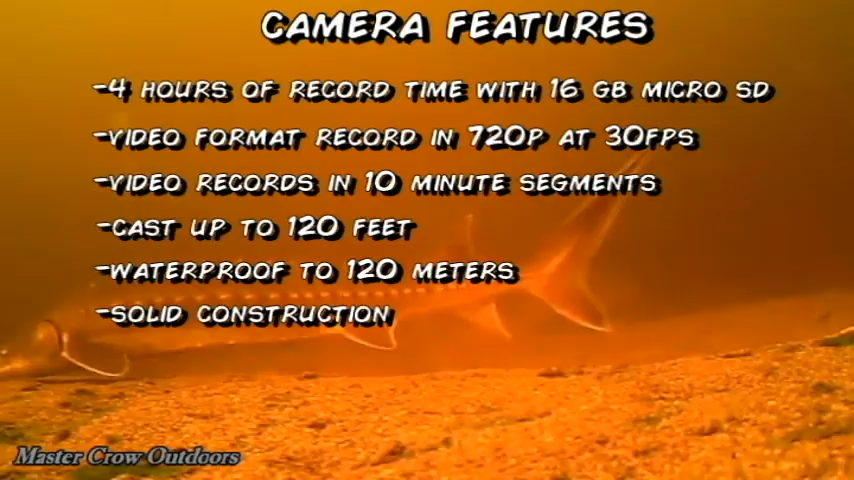 CAMERA FEATURES
-4 HOURS OF RECORD TIME WITH 16 GB MICRO SD
-VIDEO FORMAT RECORD IN 720P AT 30FPS
-VIDEO RECORDS IN 10 MINUTE SEGMENTS
-CAST UP TO 120 FEET
-WATERPROOF TO 120 METERS
-SOLID CONSTRUCTION
Master Crow Outdoors